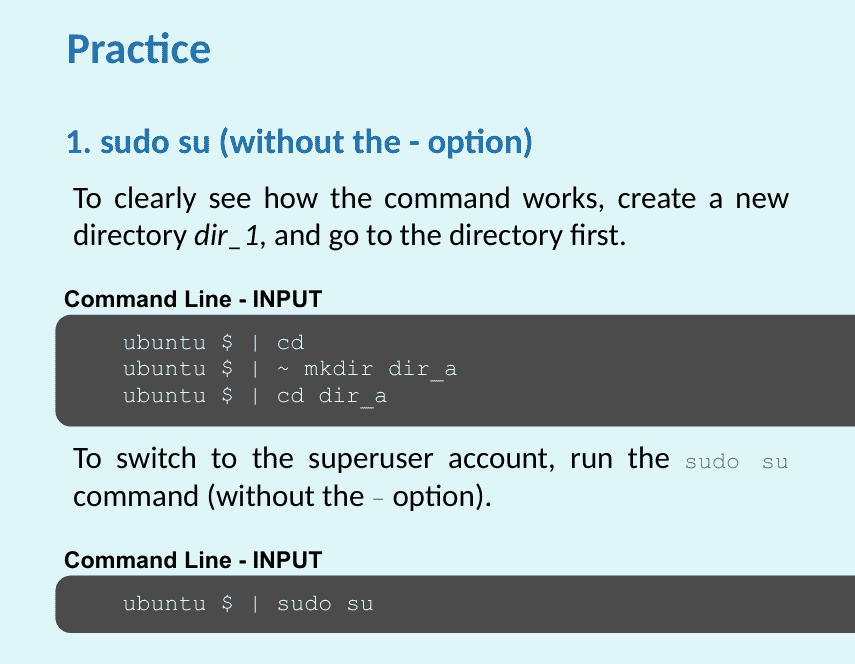 Practice
1. sudo su (without the - option)
To clearly see how the command works, create a new
directory dir_1, and go to the directory first.
Command Line - INPUT
ubuntu $ | cd
ubuntu $ | ~ mkdir dir_a
ubuntu $ | cd dir_a
To switch to the superuser account, run the sudo su
command (without the – option).
Command Line - INPUT
ubuntu $ | sudo su